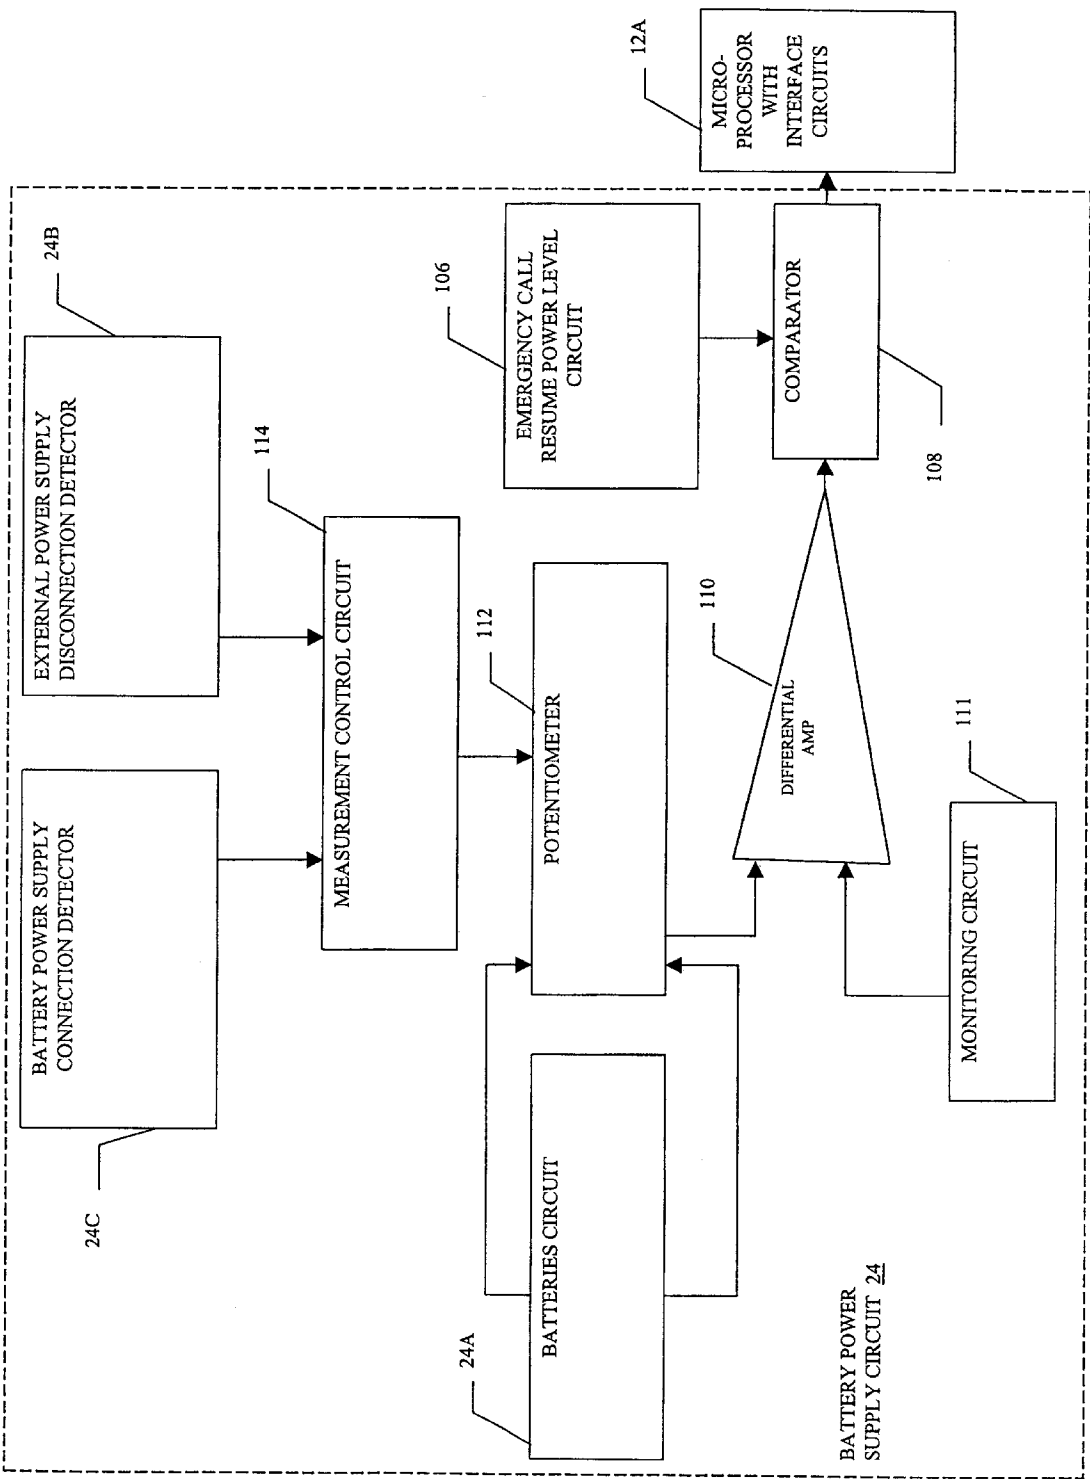 24C
BATTERY POWER SUPPLY
CONNECTION DETECTOR
EXTERNAL POWER SUPPLY
DISCONNECTION DETECTOR
24B
MEASUREMENT CONTROL CIRCUIT
114
24A
BATTERIES CIRCUIT
POTENTIOMETER
112
106
EMERGENCY CALL
RESUME POWER LEVEL
CIRCUIT
12A
MICRO-
PROCESSOR
WITH
INTERFACE
CIRCUITS
DIFFERENTIAL
AMP
110
COMPARATOR
108
MONITORING CIRCUIT
111
BATTERY POWER
SUPPLY CIRCUIT 24